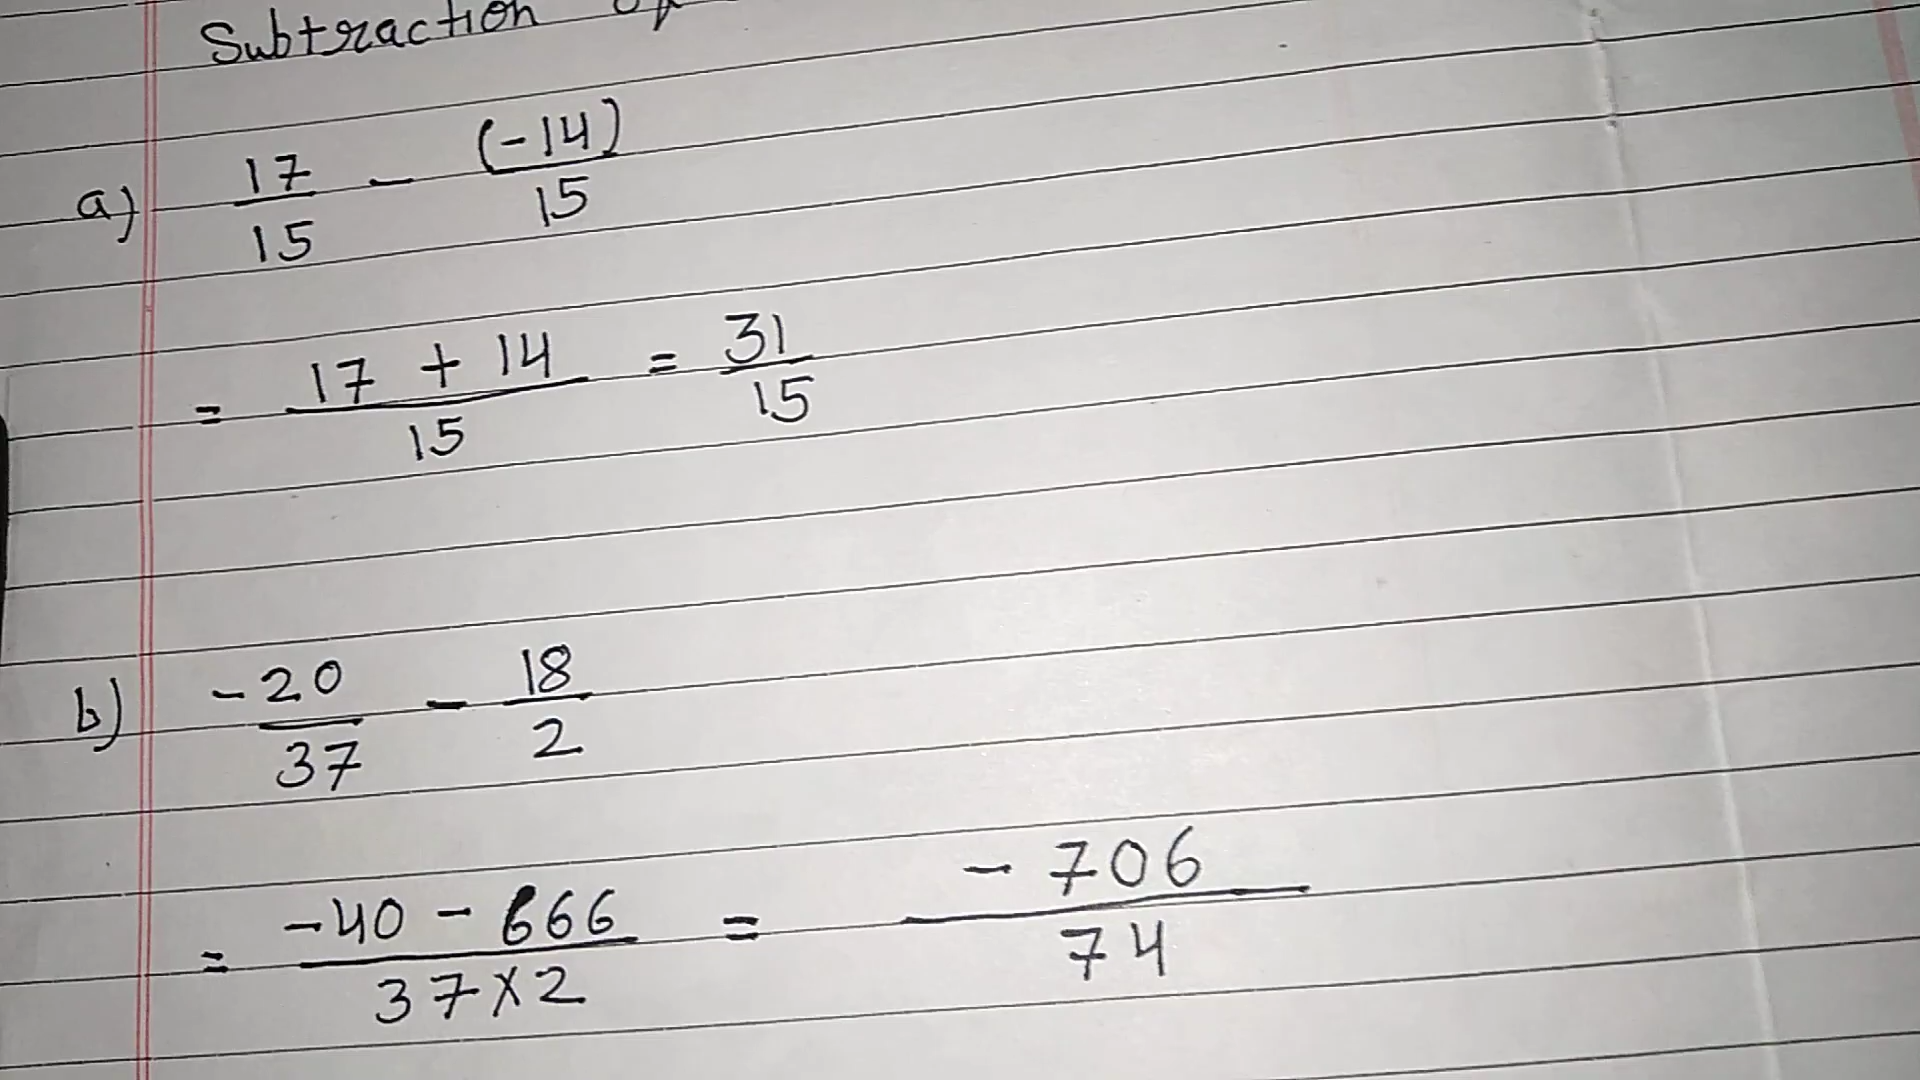 Subtraction of
a) 17/15 - (-14)/15
= 17 + 14/15 = 31/15
b) -20/37 - 18/2
= -40 - 666/37×2 = -706/74